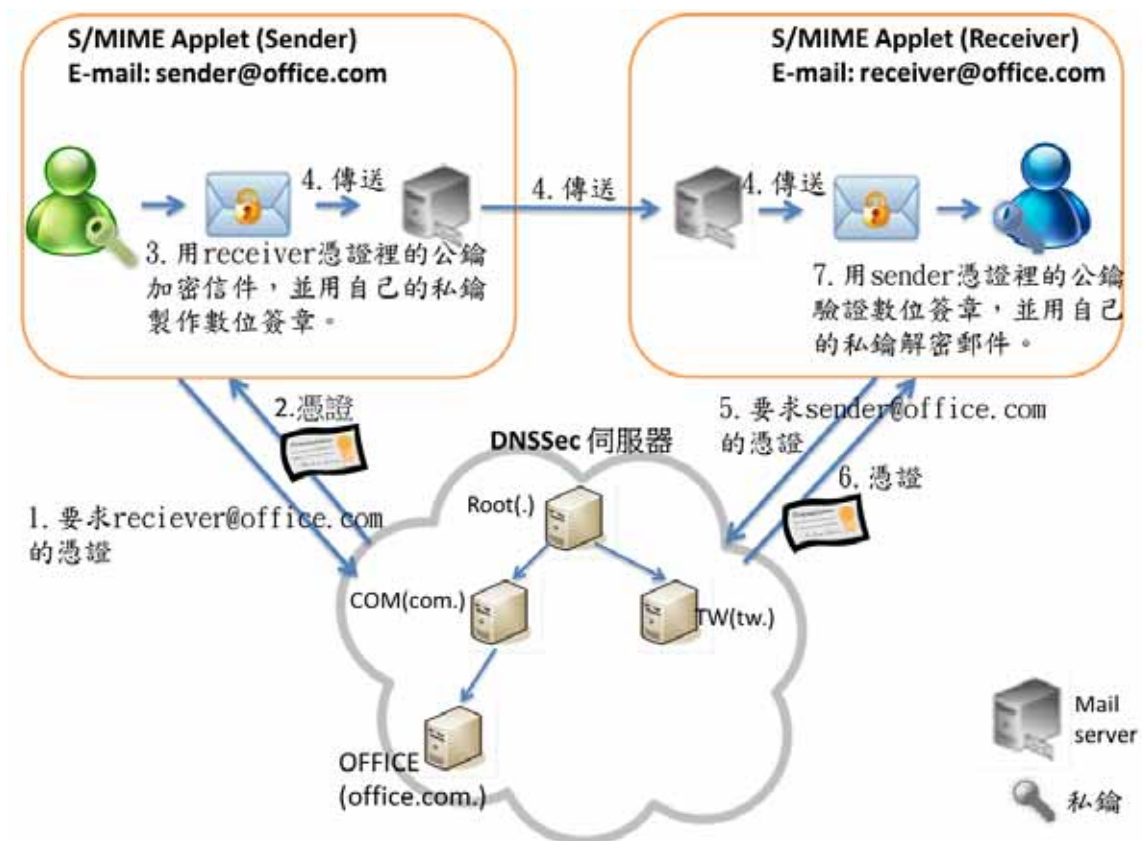 S/MIME Applet (Sender)
E-mail: sender@office.com
S/MIME Applet (Receiver)
E-mail: receiver@office.com
4.傳送
4.傳送
4.傳送
3.用receiver憑證裡的公鑰
加密信件，並用自己的私鑰
製作數位簽章。
7.用sender憑證裡的公鑰
驗證數位簽章，並用自己
的私鑰解密郵件。
2.憑證
1.要求reciever@office.com
的憑證
5.要求sender@office.com
的憑證
6.憑證
DNSSec 伺服器
Root(.)
COM(com.)
TW(tw.)
OFFICE
(office.com.)
Mail
server
私鑰